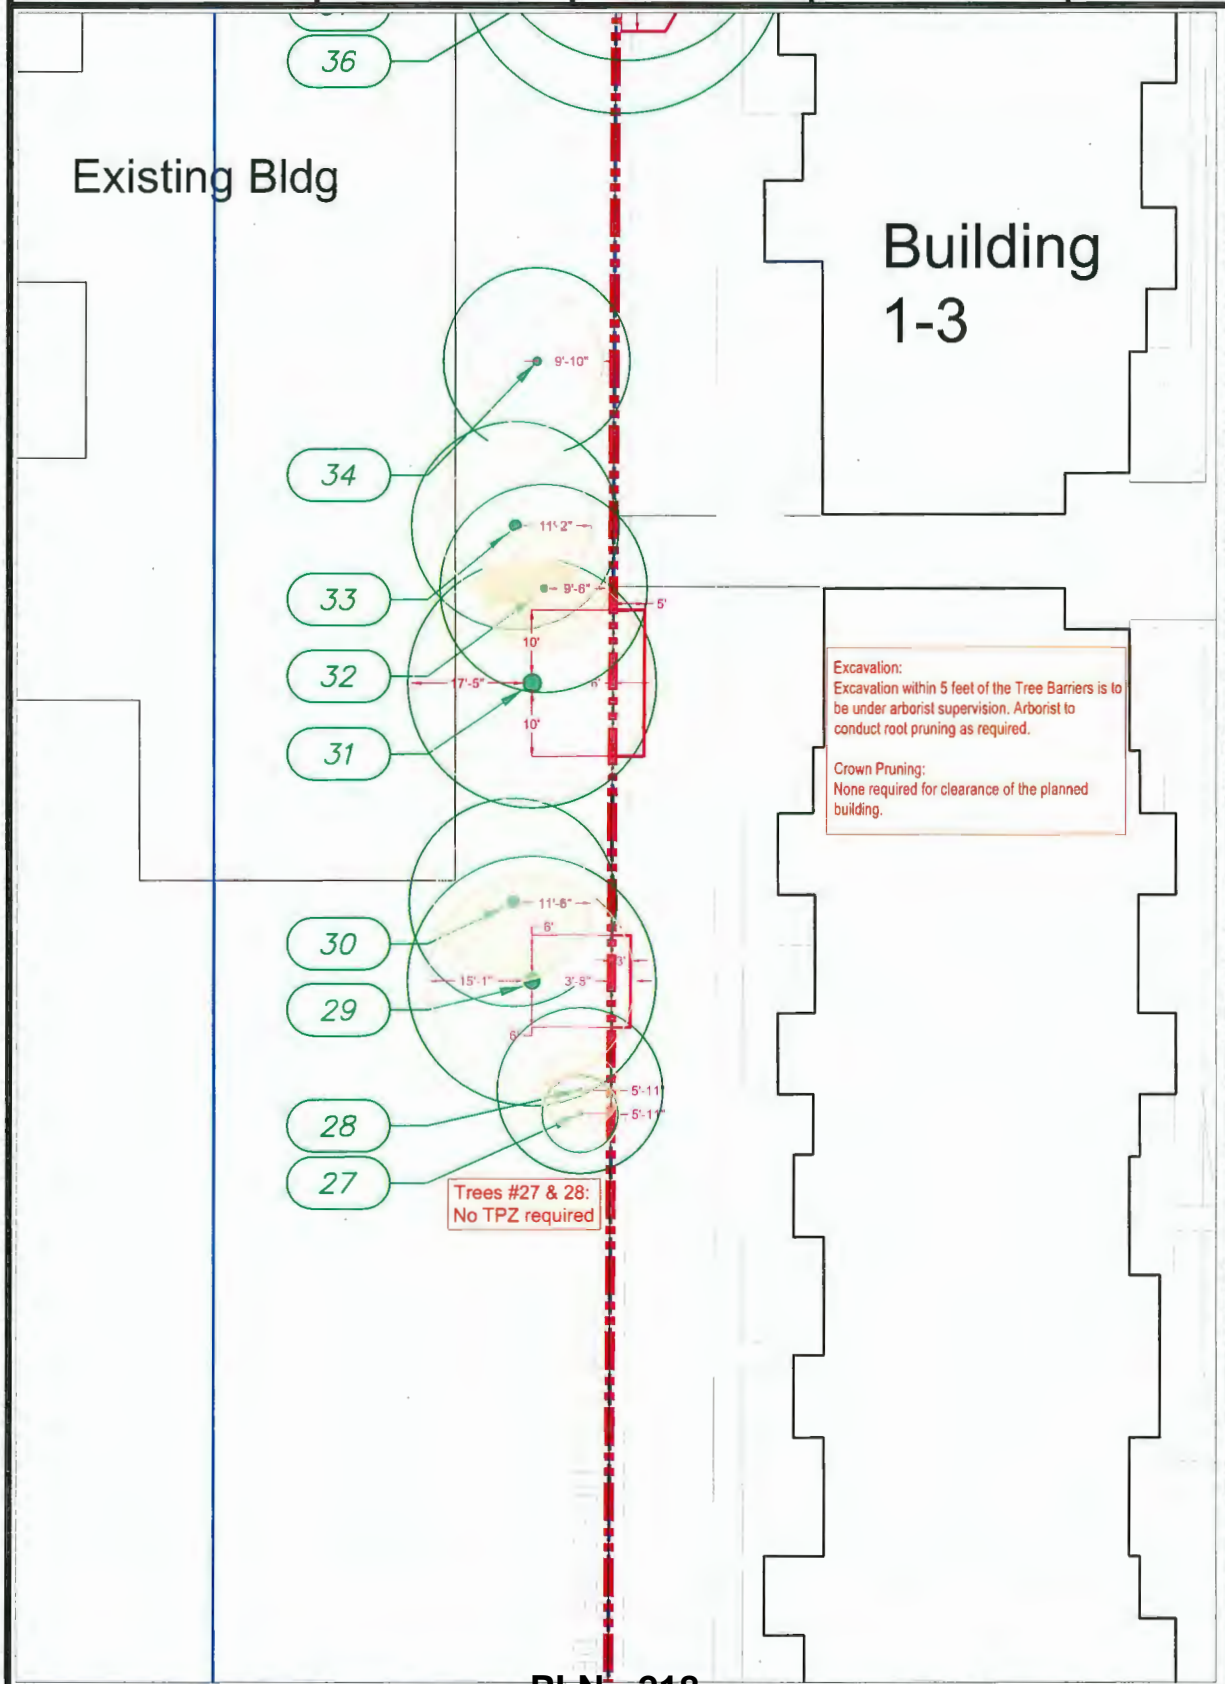 36
Existing Bldg
Building
1-3
9'-10"
34
11'-2"
33
9'-6"
5'
10'
32
17'-5"
6'
31
10'
Excavation:
Excavation within 5 feet of the Tree Barriers is to
be under arborist supervision. Arborist to
conduct root pruning as required.
Crown Pruning:
None required for clearance of the planned
building.
11'-6"
30
6'
3'
15'-1"
3'-8"
29
6'
5'-11"
28
5'-11"
27
Trees #27 & 28:
No TPZ required